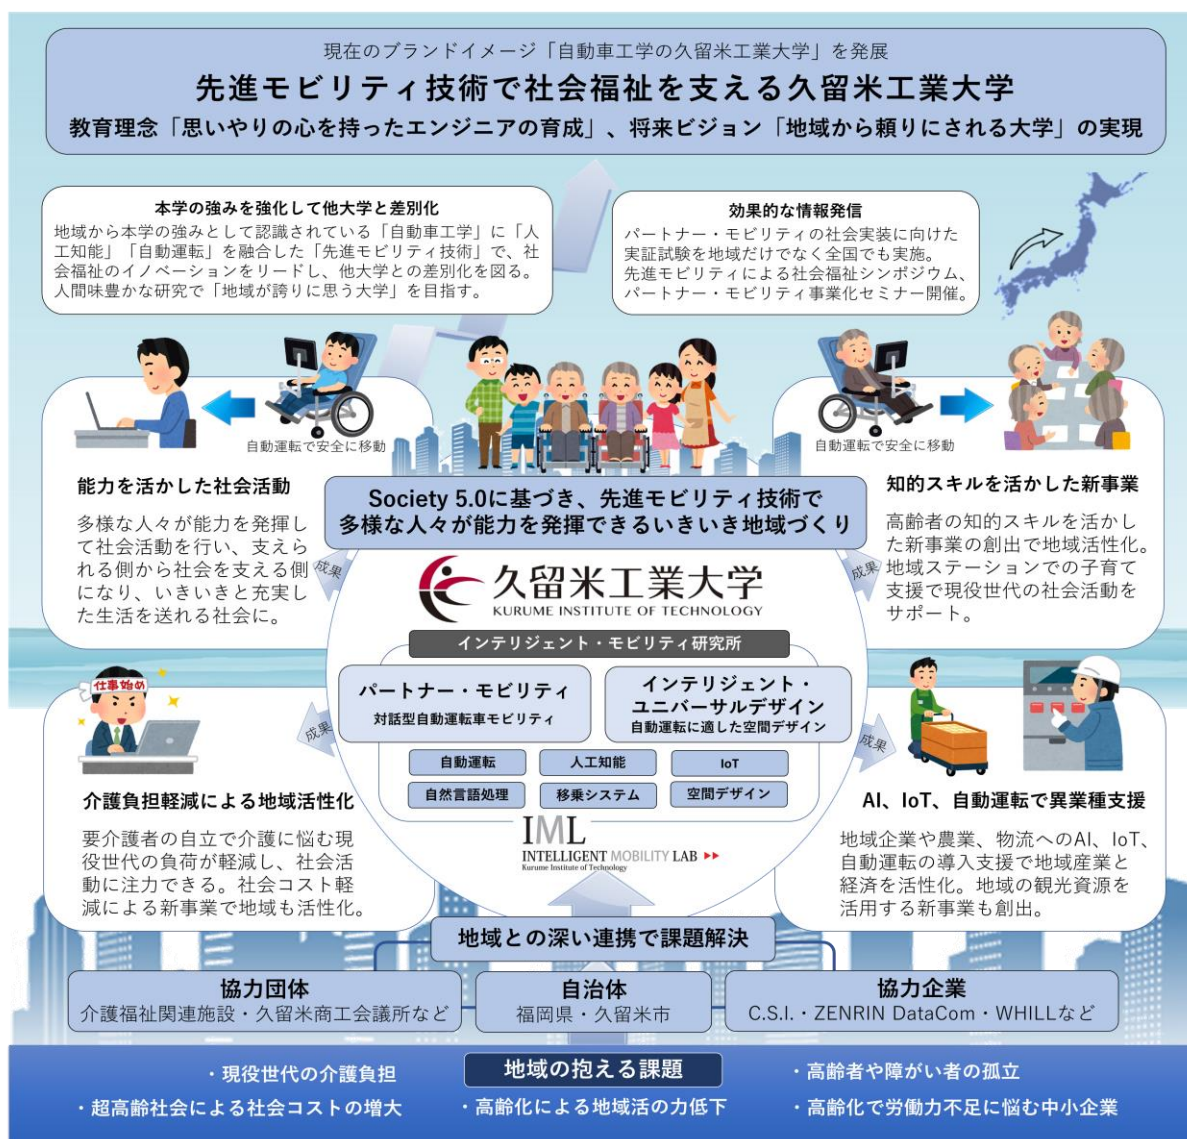 現在のブランドイメージ「自動車工学の久留米工業大学」を発展
先進モビリティ技術で社会福祉を支える久留米工業大学
教育理念「思いやりの心を持ったエンジニアの育成」、将来ビジョン「地域から頼りにされる大学」の実現
本学の強みを強化して他大学と差別化
地域から本学の強みとして認識されている「自動車工学」に「人
工知能」「自動運転」を融合した「先進モビリティ技術」で、社
会福祉のイノベーションをリードし、他大学との差別化を図る。
人間味豊かな研究で「地域が誇りに思う大学」を目指す。
効果的な情報発信
パートナー・モビリティの社会実装に向けた
実証試験を地域だけでなく全国でも実施。
先進モビリティによる社会福祉シンポジウム、
パートナー・モビリティ事業化セミナー開催。
自動運転で安全に移動
自動運転で安全に移動
能力を活かした社会活動
多様な人々が能力を発揮し
て社会活動を行い、支えら
れる側から社会を支える側
になり、いきいきと充実し
た生活を送れる社会に。
知的スキルを活かした新事業
高齢者の知的スキルを活かし
た新事業の創出で地域活性化。
地域ステーションでの子育て
支援で現役世代の社会活動を
サポート。
Society 5.0に基づき、先進モビリティ技術で
多様な人々が能力を発揮できるいきいき地域づくり
成果
成果
久留米工業大学
KURUME INSTITUTE OF TECHNOLOGY
インテリジェント・モビリティ研究所
パートナー・モビリティ
対話型自動運転車モビリティ
インテリジェント・
ユニバーサルデザイン
自動運転に適した空間デザイン
自動運転
人工知能
IoT
自然言語処理
移乗システム
空間デザイン
IML
INTELLIGENT MOBILITY LAB
Kurume Institute of Technology
仕事始め
成果
成果
介護負担軽減による地域活性化
要介護者の自立で介護に悩む現
役世代の負荷が軽減し、社会活
動に注力できる。社会コスト軽
減による新事業で地域も活性化。
AI、IoT、自動運転で異業種支援
地域企業や農業、物流へのAI、IoT、
自動運転の導入支援で地域産業と
経済を活性化。地域の観光資源を
活用する新事業も創出。
地域との深い連携で課題解決
協力団体
介護福祉関連施設・久留米商工会議所など
自治体
福岡県・久留米市
協力企業
C.S.I.・ZENRIN DataCom・WHILLなど
地域の抱える課題
・現役世代の介護負担
・超高齢社会による社会コストの増大
・高齢化による地域活の力低下
・高齢者や障がい者の孤立
・高齢化で労働力不足に悩む中小企業